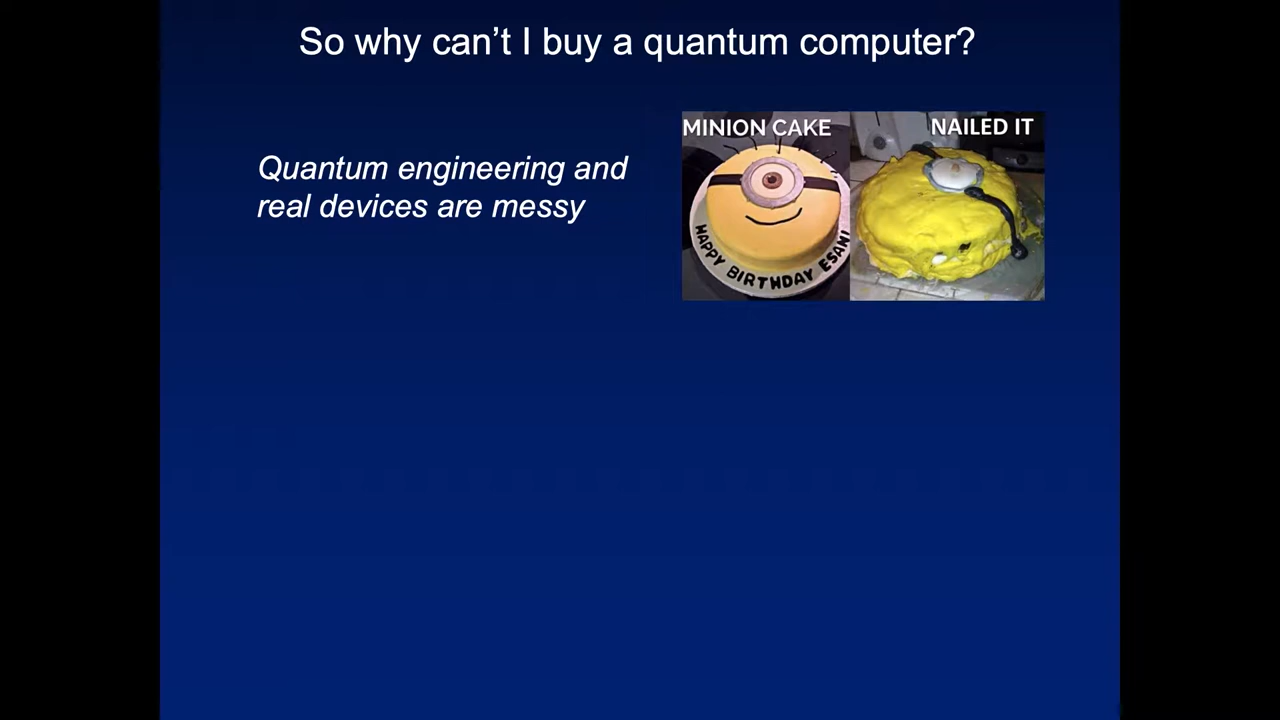 So why can’t I buy a quantum computer?
Quantum engineering and
real devices are messy
MINION CAKE
NAILED IT
HAPPY BIRTHDAY ESAN!